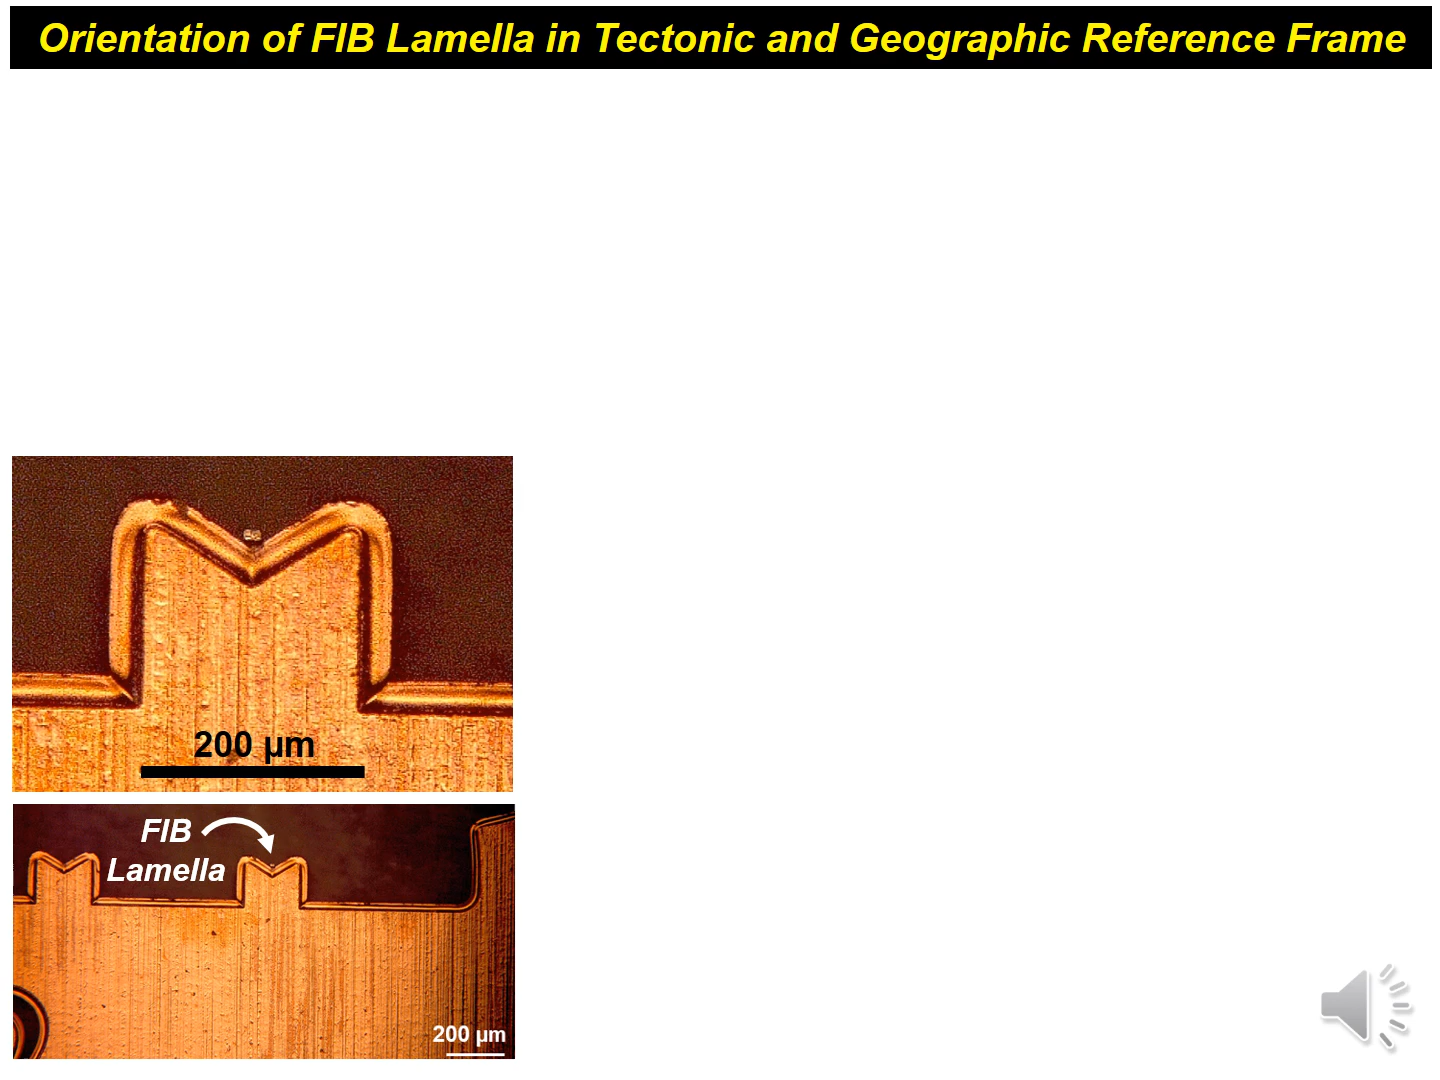 Orientation of FIB Lamella in Tectonic and Geographic Reference Frame
200 µm
FIB
Lamella
200 µm